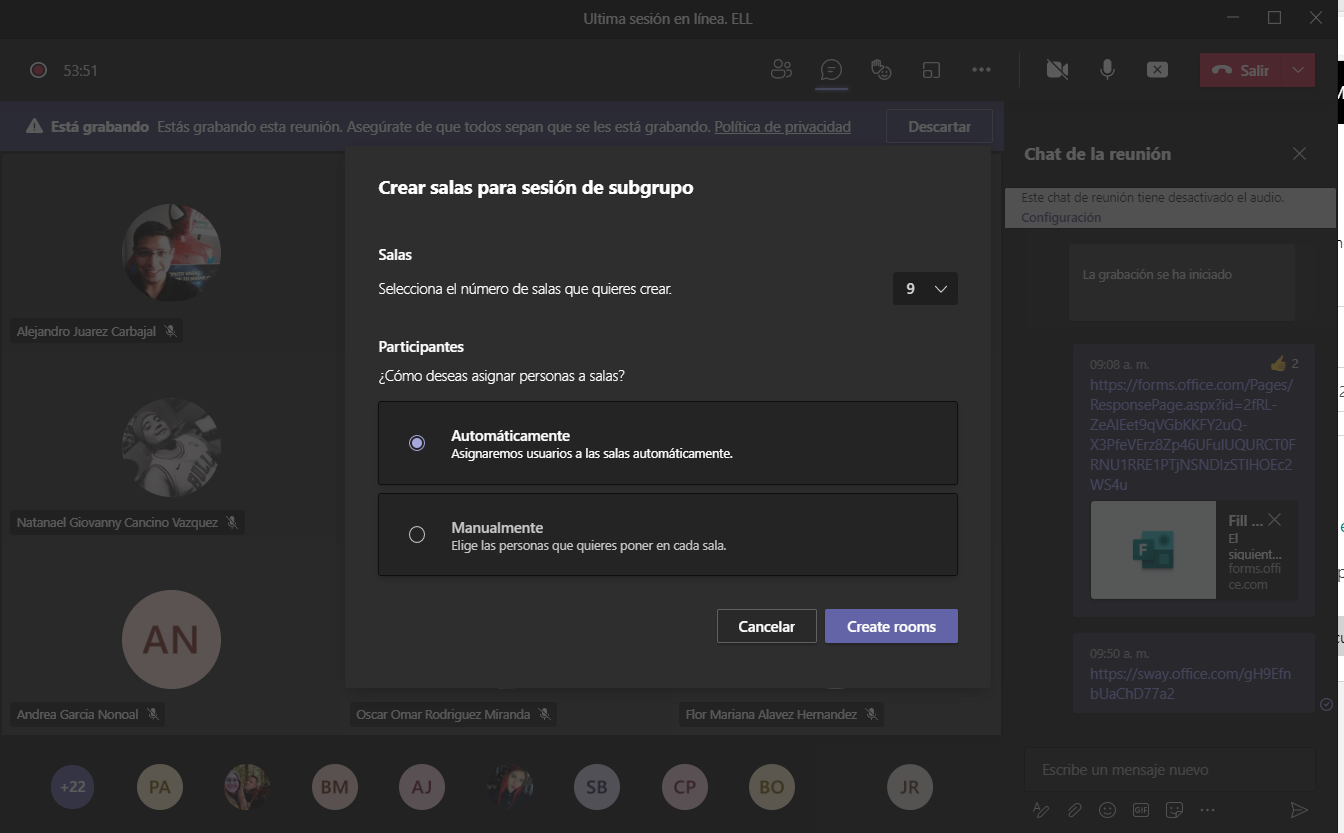 Ultima sesión en línea. ELL
53:51
Salir
Está grabando Estás grabando esta reunión. Asegúrate de que todos sepan que se les está grabando. Política de privacidad
Descartar
Crear salas para sesión de subgrupo
Salas
Selecciona el número de salas que quieres crear.
9
Participantes
¿Cómo deseas asignar personas a salas?
Automáticamente
Asignaremos usuarios a las salas automáticamente.
Manualmente
Elige las personas que quieres poner en cada sala.
Cancelar
Create rooms
Alejandro Juarez Carbajal
Natanael Giovanny Cancino Vazquez
AN
Andrea Garcia Nonoal
Oscar Omar Rodriguez Miranda
Flor Mariana Alavez Hernandez
+22
PA
BM
AJ
SB
CP
BO
JR
Chat de la reunión
Este chat de reunión tiene desactivado el audio.
Configuración
La grabación se ha iniciado
09:08 a. m.
2
https://forms.office.com/Pages/
ResponsePage.aspx?id=2fRL-
ZeAIEet9qVGbKKFY2uQ-
X3PfeVErz8Zp46UFulUQURCT0F
RNU1RRE1PTjNSNDIzSTlHOEc2
WS4u
F
Fill ...
El
siquient...
forms.offi
ce.com
09:50 a. m.
https://sway.office.com/gH9Efn
bUaChD77a2
Escribe un mensaje nuevo
GIF